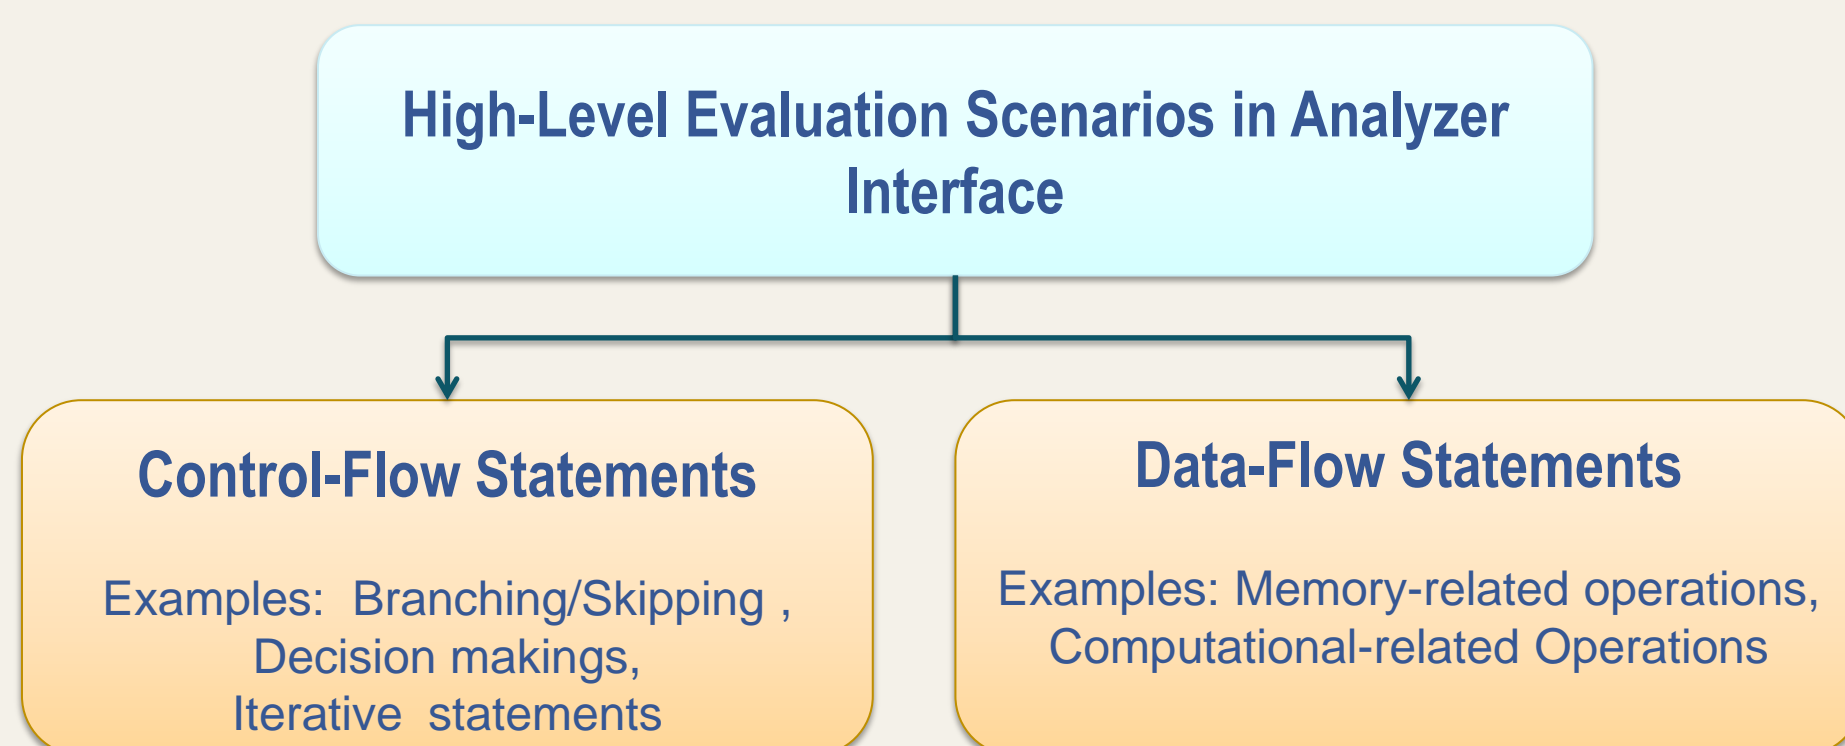 High-Level Evaluation Scenarios in Analyzer
Interface
Control-Flow Statements
Examples:  Branching/Skipping ,
Decision makings,
Iterative  statements
Data-Flow Statements
Examples: Memory-related operations,
Computational-related Operations